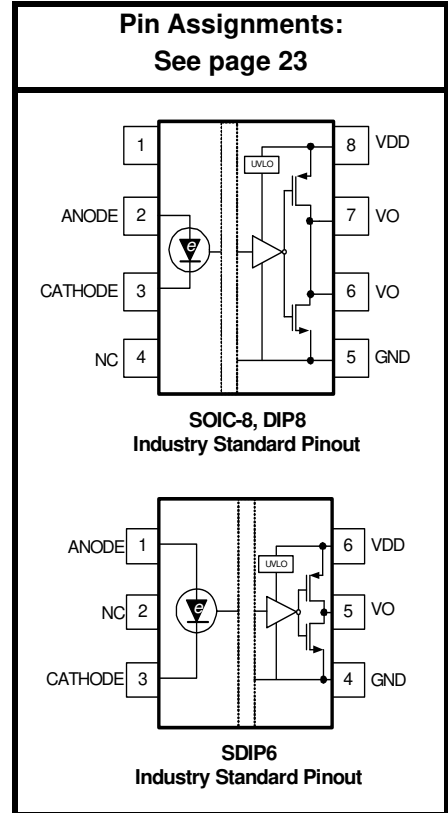 Pin Assignments:
See page 23
1
8 VDD
UVLO
ANODE 2
7 VO
e
CATHODE 3
6 VO
NC 4
5 GND
SOIC-8, DIP8
Industry Standard Pinout
ANODE 1
6 VDD
UVLO
NC 2
e
5 VO
CATHODE 3
4 GND
SDIP6
Industry Standard Pinout